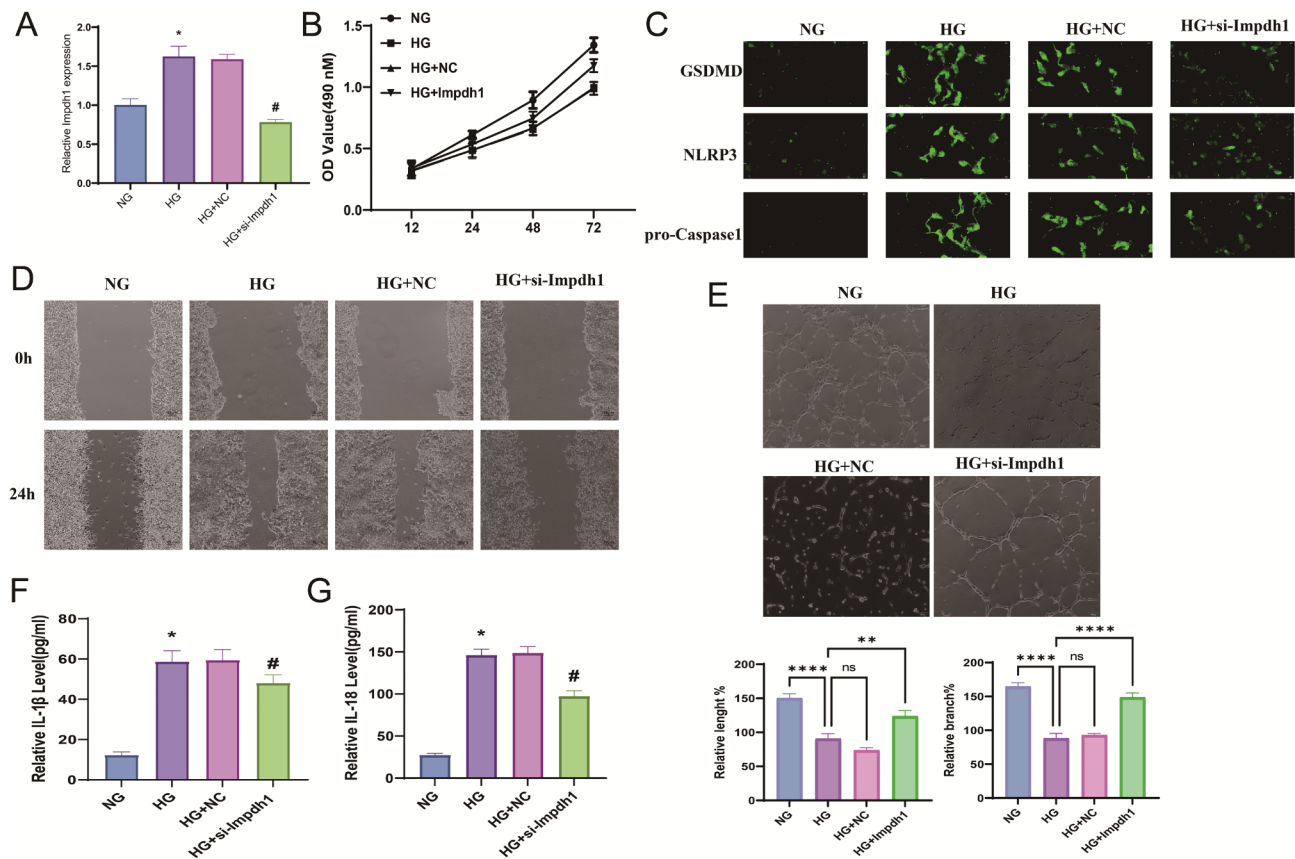 A
Relactive Impdh1 expression
2.0
1.5
1.0
0.5
0.0
*
#
NG
HG
HG+NC
HG+si-Impdh1
B
OD Value(490 nM)
1.5
1.0
0.5
0.0
NG
HG
HG+NC
HG+Impdh1
12 24 48 72
C
NG HG HG+NC HG+si-Impdh1
GSDMD
NLRP3
pro-Caspase1
D
NG HG HG+NC HG+si-Impdh1
0h
24h
E
NG HG
HG+NC HG+si-Impdh1
Relative lenght %
200
150
100
50
0
**
**** ns
NG
HG
HG+NC
HG+Impdh1
Relative branch%
200
150
100
50
0
****
**** ns
NG
HG
HG+NC
HG+Impdh1
F
Relative IL-1β Level(pg/ml)
80
60
40
20
0
*
#
NG
HG
HG+NC
HG+si-Impdh1
G
Relative IL-18 Level(pg/ml)
200
150
100
50
0
*
#
NG
HG
HG+NC
HG+si-Impdh1